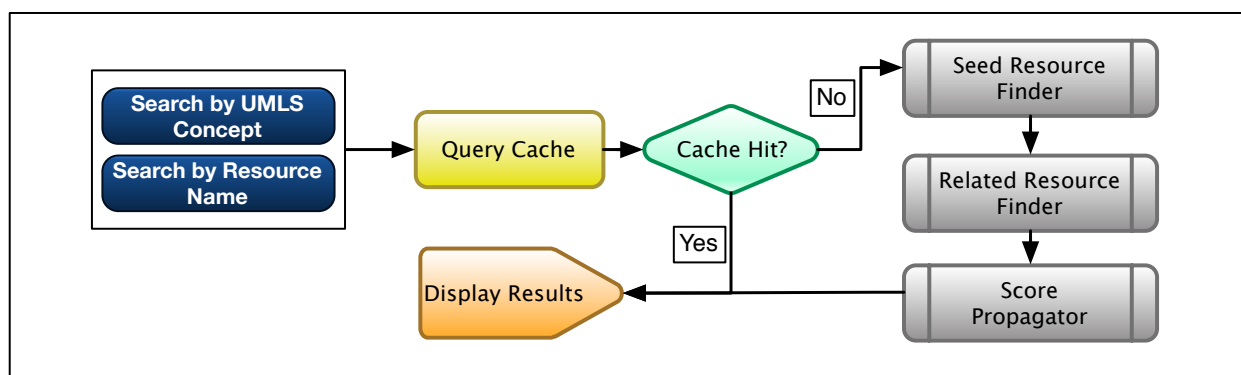 Search by UMLS
Concept
Search by Resource
Name
Query Cache
Cache Hit?
No
Yes
Seed Resource
Finder
Related Resource
Finder
Score
Propagator
Display Results